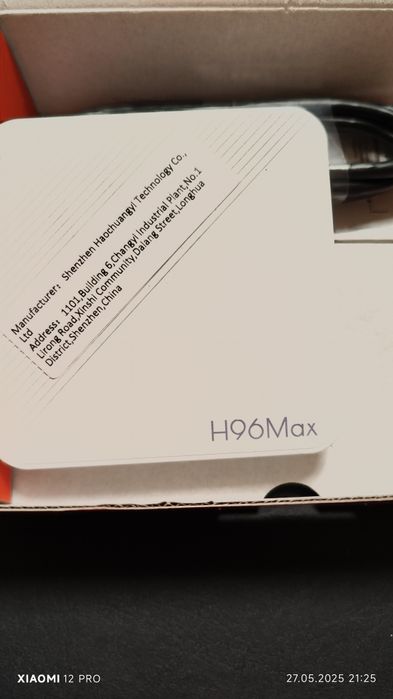 Manufacturer: Shenzhen Haochuangyi Technology Co.,
Ltd
Address: 1101,Building 6,Changyi Industrial Plant,No.1
Lirong Road,Xinshi Community,Dalang Street,Longhua
District,Shenzhen,China
H96Max
XIAOMI 12 PRO
27.05.2025 21:25